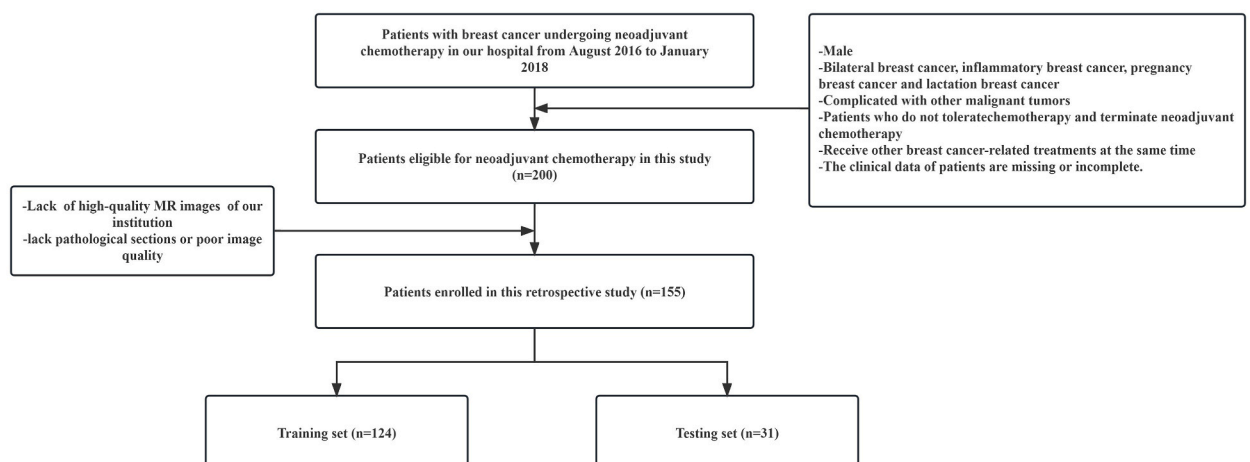 Patients with breast cancer undergoing neoadjuvant
chemotherapy in our hospital from August 2016 to January
2018
-Male
-Bilateral breast cancer, inflammatory breast cancer, pregnancy
breast cancer and lactation breast cancer
-Complicated with other malignant tumors
-Patients who do not toleratechemotherapy and terminate neoadjuvant
chemotherapy
-Receive other breast cancer-related treatments at the same time
-The clinical data of patients are missing or incomplete.
Patients eligible for neoadjuvant chemotherapy in this study
(n=200)
-Lack of high-quality MR images of our
institution
-lack pathological sections or poor image
quality
Patients enrolled in this retrospective study (n=155)
Training set (n=124)
Testing set (n=31)